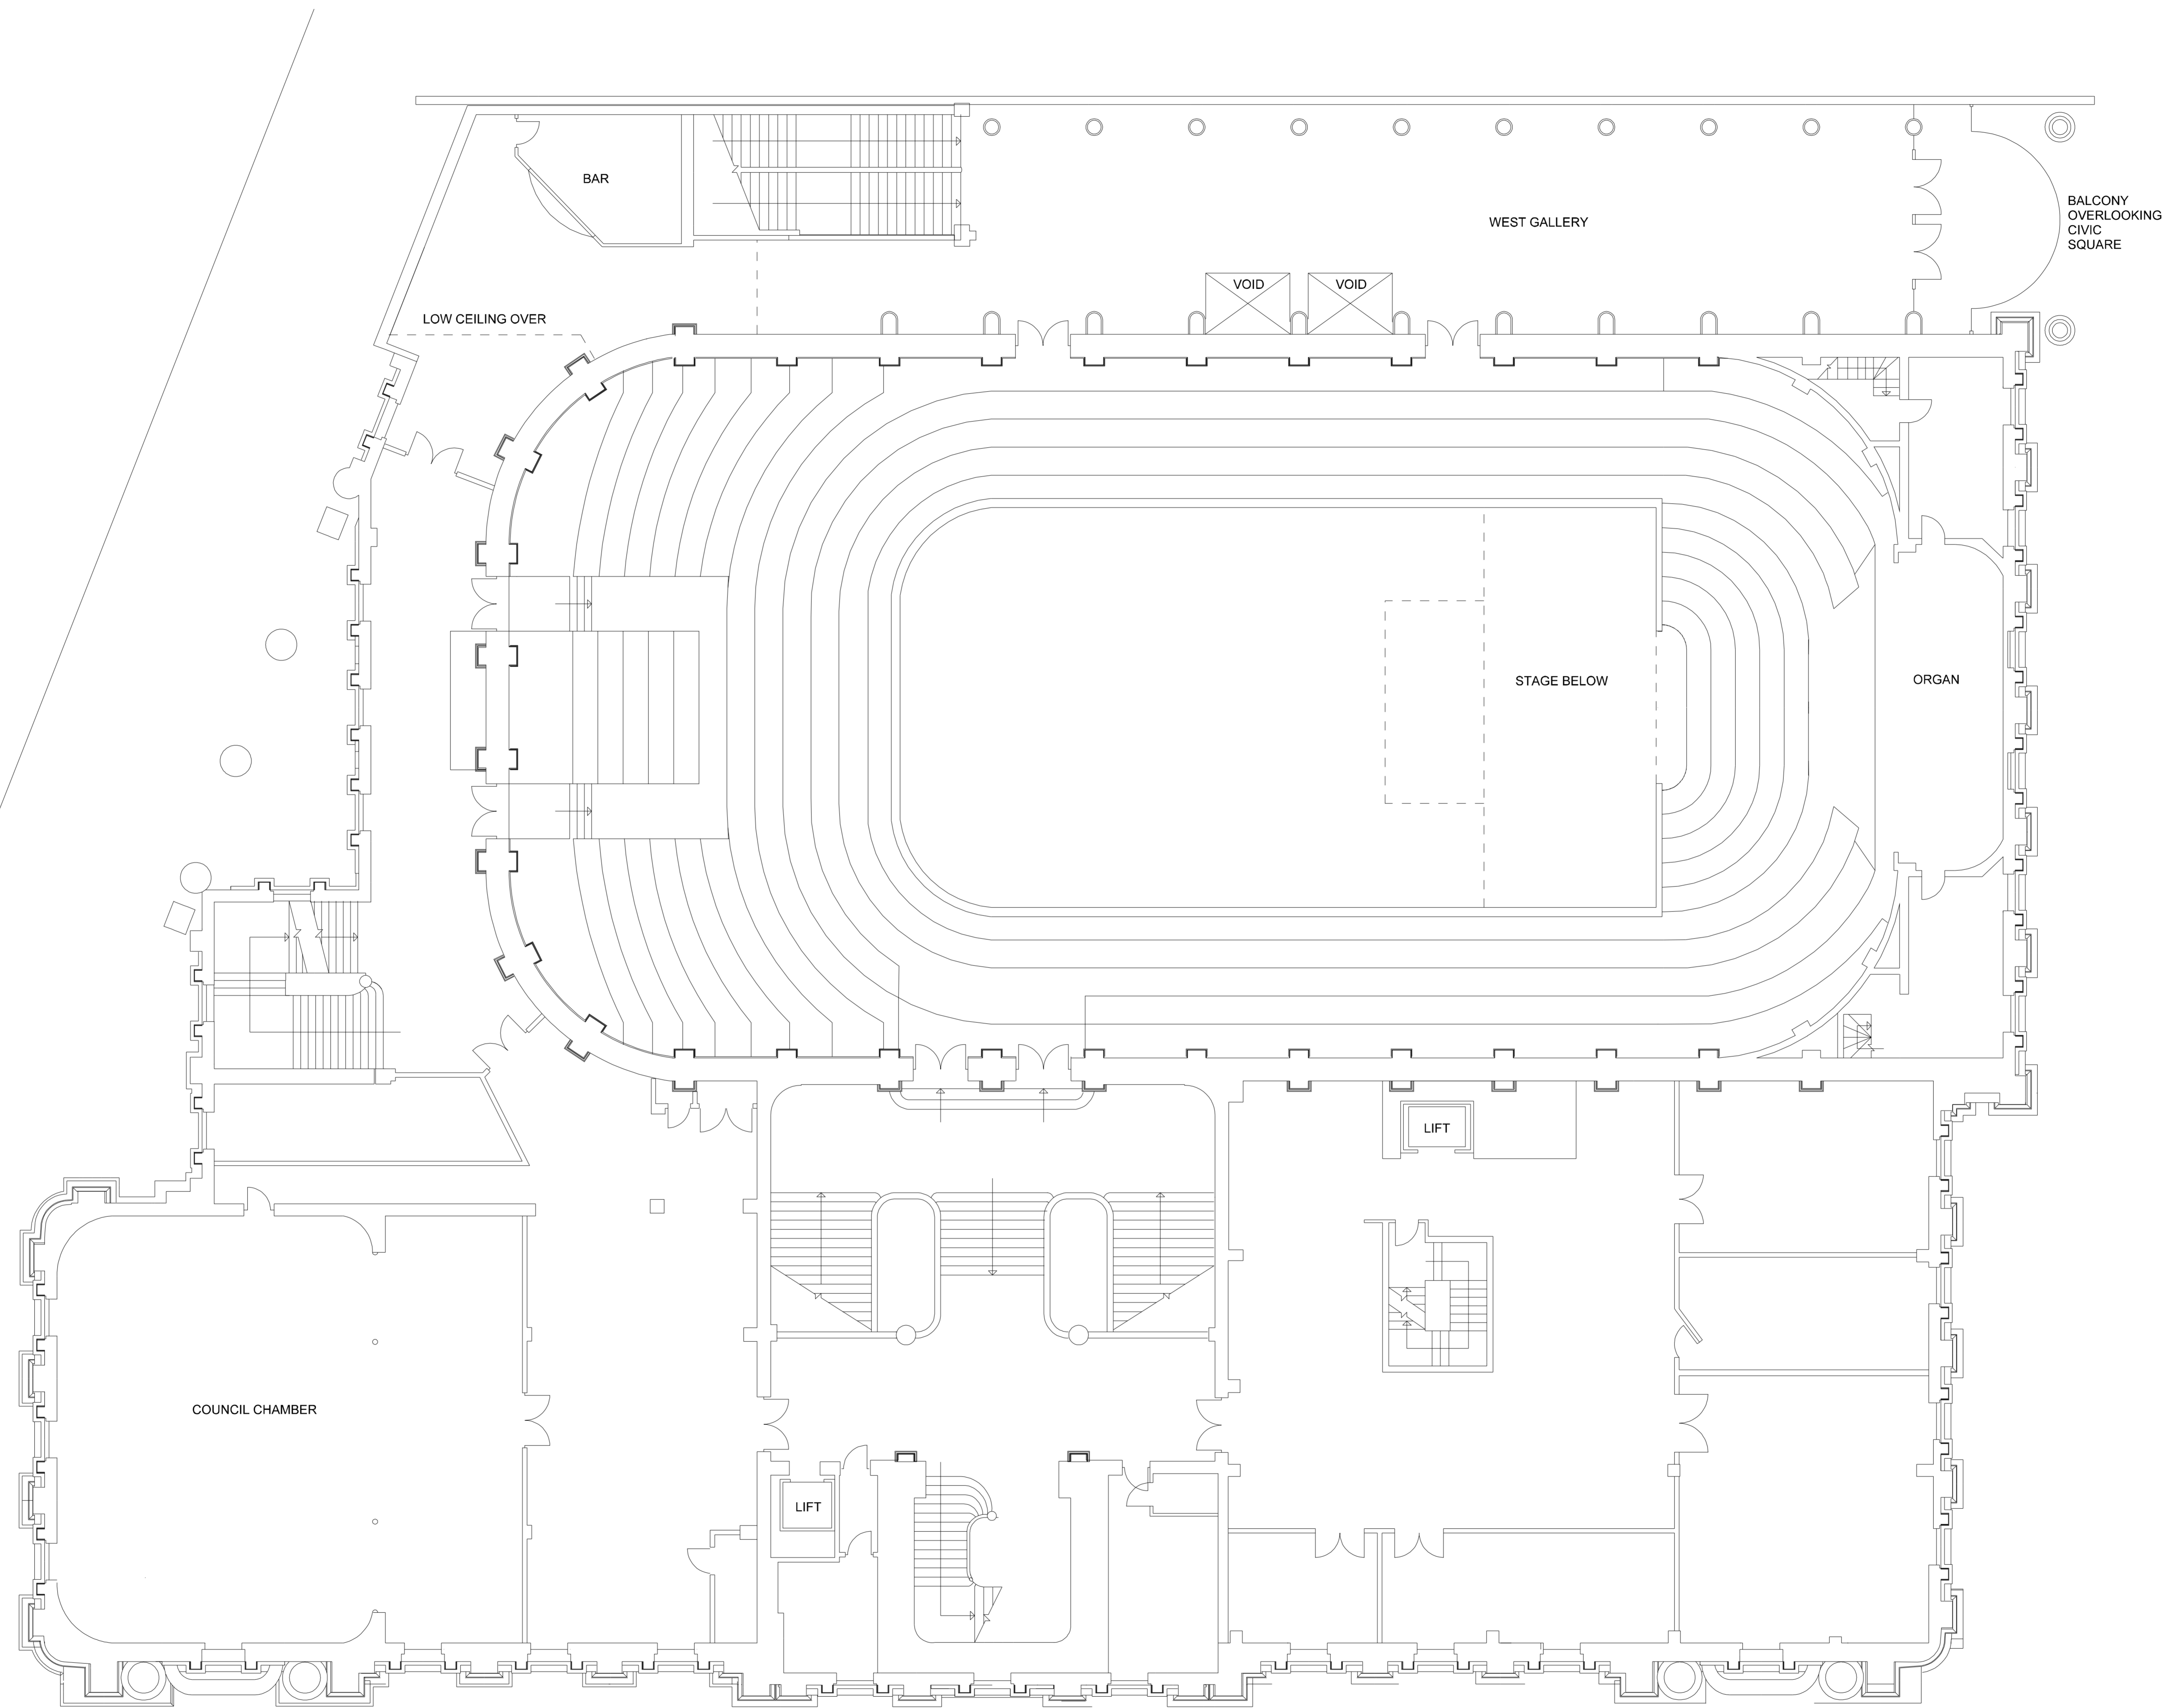 BAR
WEST GALLERY
BALCONY
OVERLOOKING
CIVIC
SQUARE
VOID
VOID
LOW CEILING OVER
STAGE BELOW
ORGAN
LIFT
COUNCIL CHAMBER
LIFT